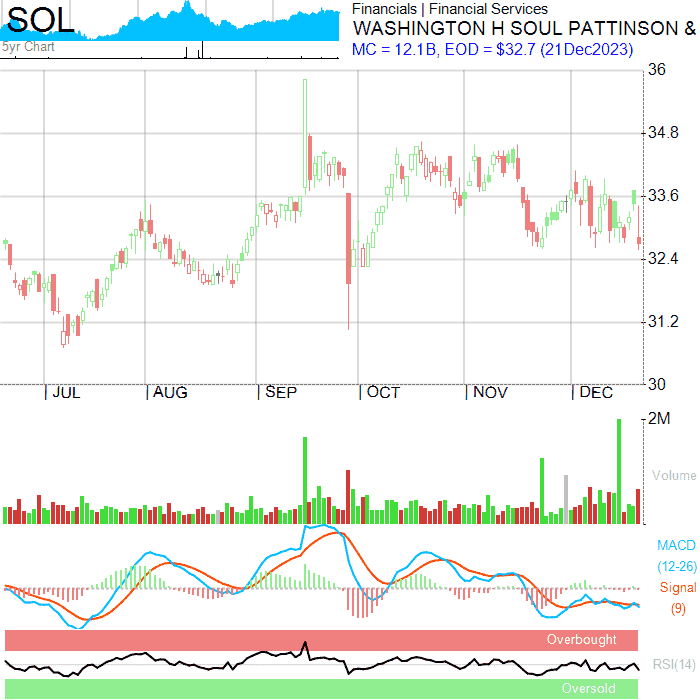 SOL
5yr Chart
Financials | Financial Services
WASHINGTON H SOUL PATTINSON &
MC = 12.1B, EOD = $32.7 (21Dec2023)
36
34.8
33.6
32.4
31.2
30
JUL AUG SEP OCT NOV DEC
2M
Volume
MACD
(12-26)
Signal
(9)
Overbought
RSI(14)
Oversold